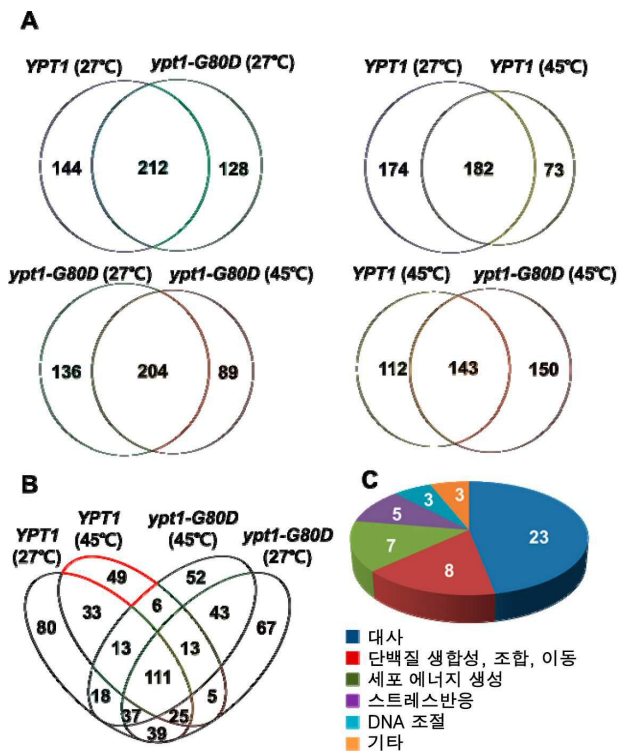 A
YPT1 (27℃) ypt1-G80D (27℃)
144 212 128
YPT1 (27℃) YPT1 (45℃)
174 182 73
ypt1-G80D (27℃) ypt1-G80D (45℃)
136 204 89
YPT1 (45℃) ypt1-G80D (45℃)
112 143 150
B
YPT1
(27℃)
YPT1
(45℃)
ypt1-G80D
(45℃)
ypt1-G80D
(27℃)
49 52
80 33 6 43 67
13 13
111
18 5
37 25
39
C
3 3
5
7 23
8
대사
단백질 생합성, 조합, 이동
세포 에너지 생성
스트레스반응
DNA 조절
기타